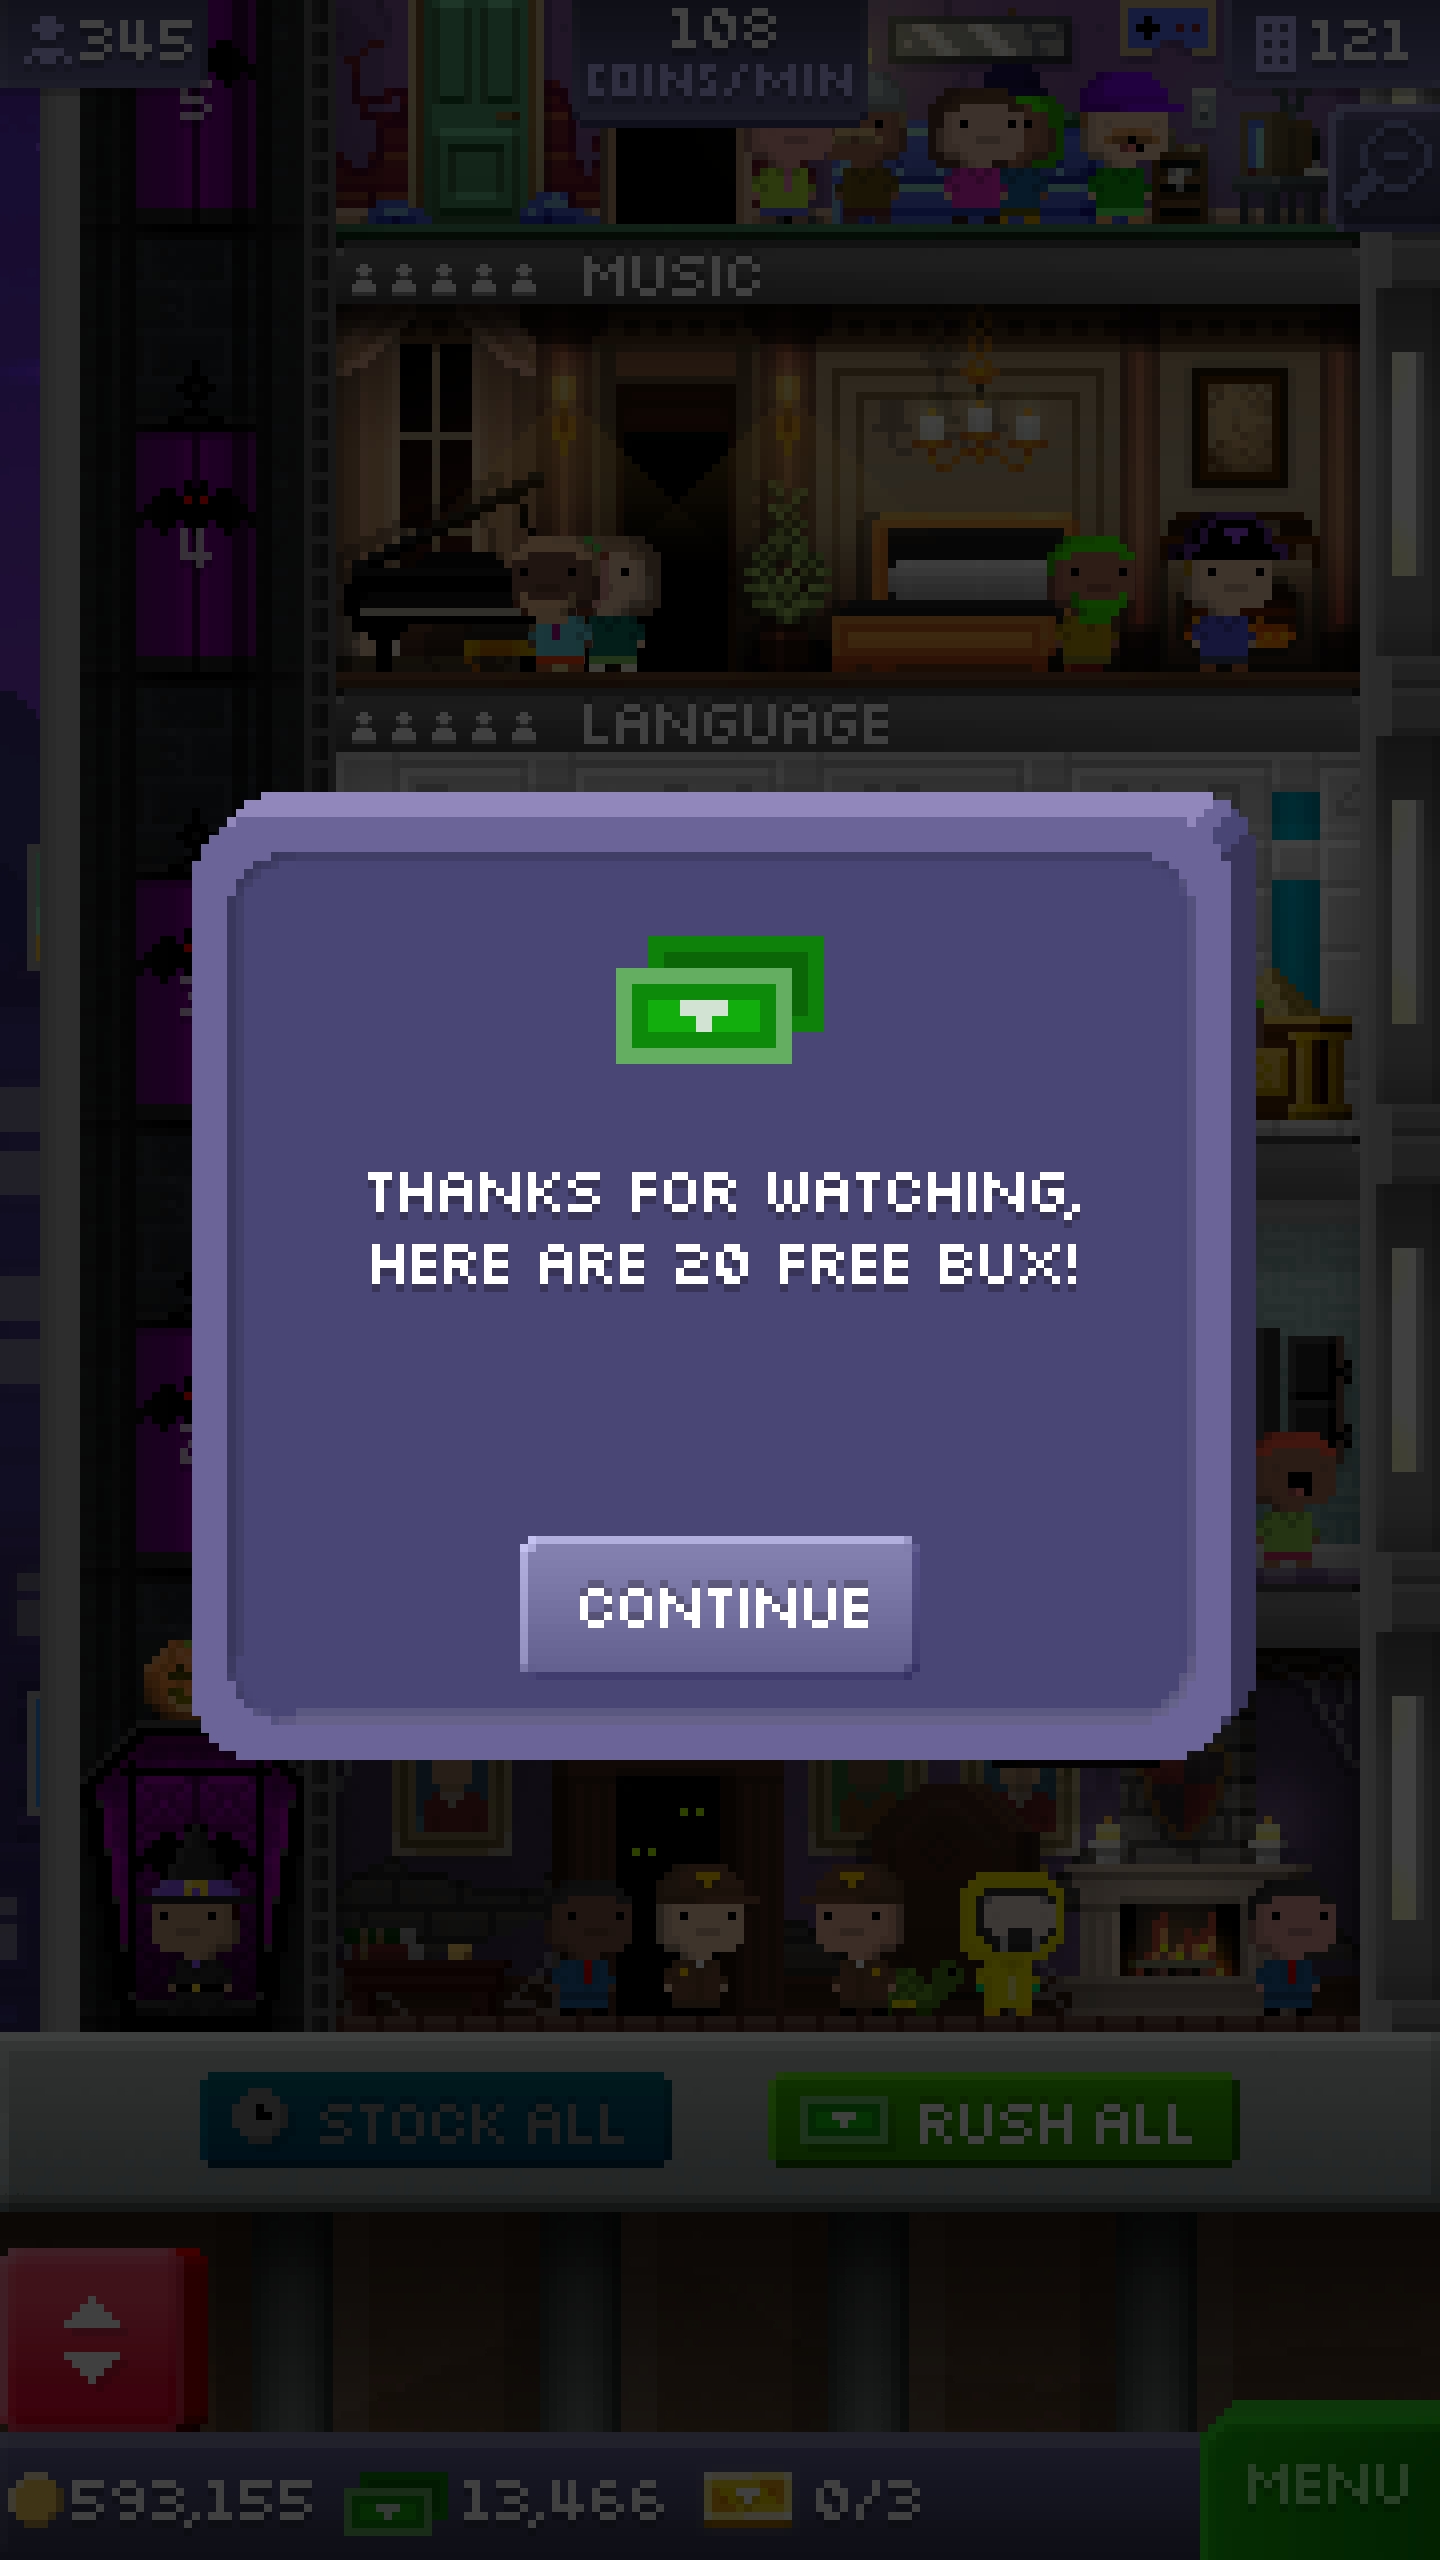 345
108
COINS/MIN
121
5
MUSIC
4
LANGUAGE
THANKS FOR WATCHING,
HERE ARE 20 FREE BUX!
CONTINUE
STOCK ALL
RUSH ALL
593,155
13,466
0/3
MENU